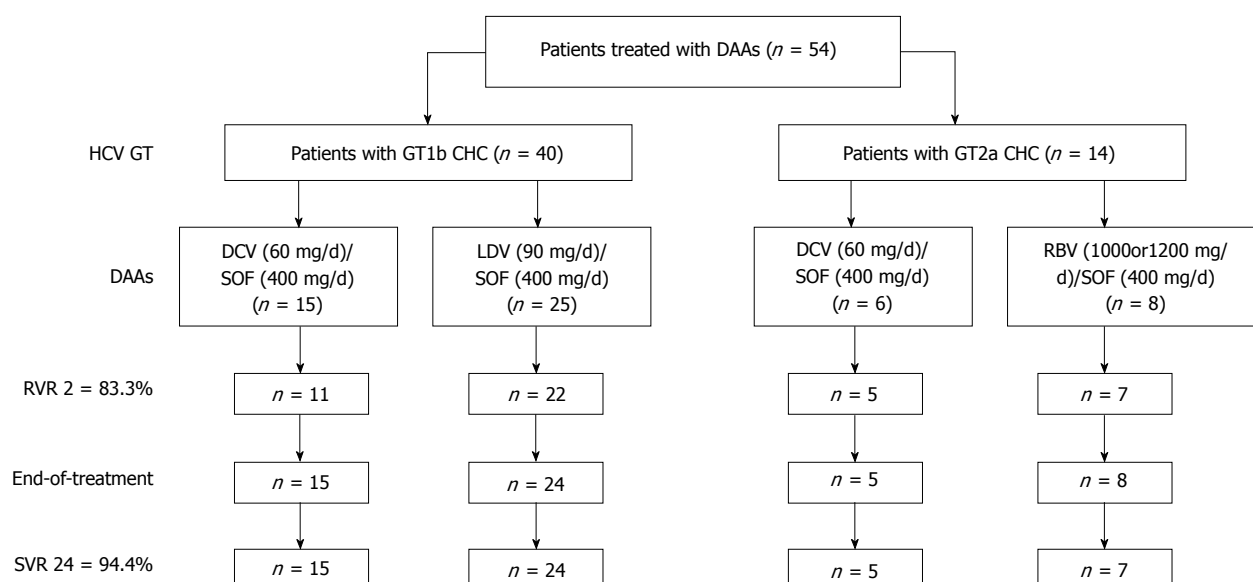 Patients treated with DAAs (n = 54)
HCV GT
Patients with GT1b CHC (n = 40)
Patients with GT2a CHC (n = 14)
DAAs
DCV (60 mg/d)/
SOF (400 mg/d)
(n = 15)
LDV (90 mg/d)/
SOF (400 mg/d)
(n = 25)
DCV (60 mg/d)/
SOF (400 mg/d)
(n = 6)
RBV (1000or1200 mg/
d)/SOF (400 mg/d)
(n = 8)
RVR 2 = 83.3%
n = 11
n = 22
n = 5
n = 7
End-of-treatment
n = 15
n = 24
n = 5
n = 8
SVR 24 = 94.4%
n = 15
n = 24
n = 5
n = 7